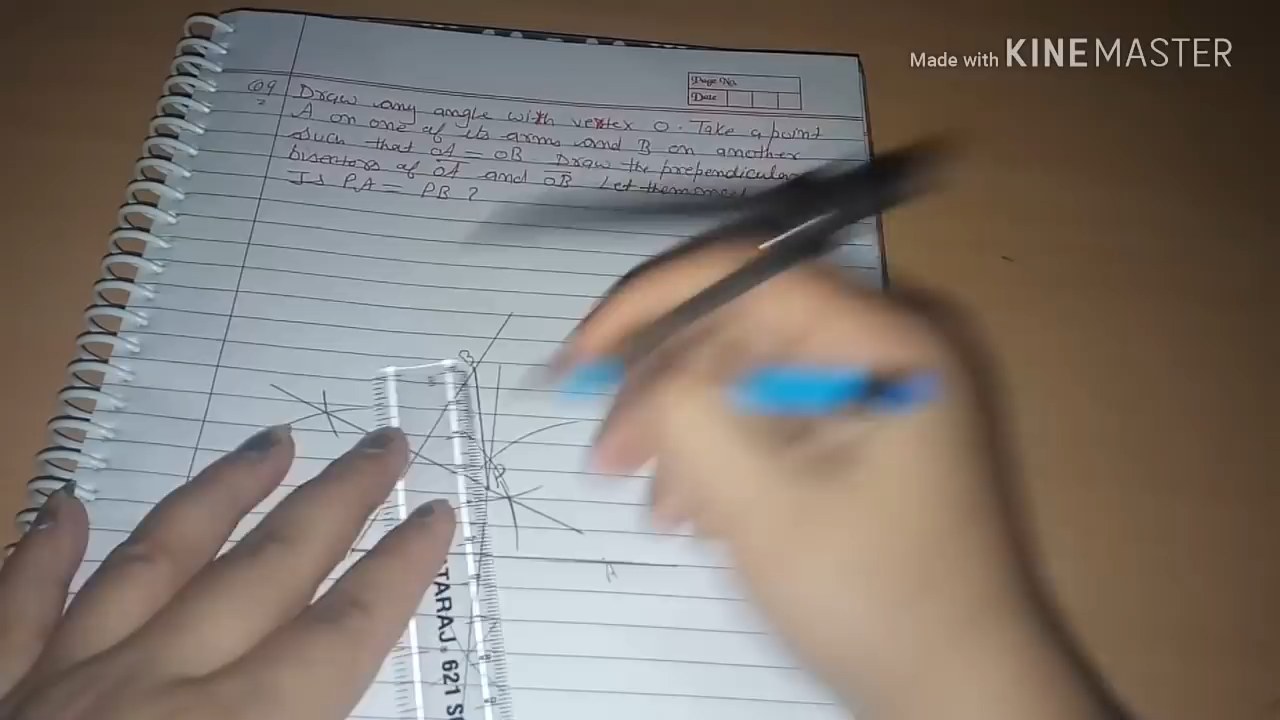 Made with KINEMASTER
Page No.
Date
Q9 Draw any angle with vertex O. Take a point
A on one of its arms and B on another
such that OA = OB. Draw the prependicular
bisectors of OA and OB. Let them meet
Is PA = PB?
B
P
A
TARAJ 621